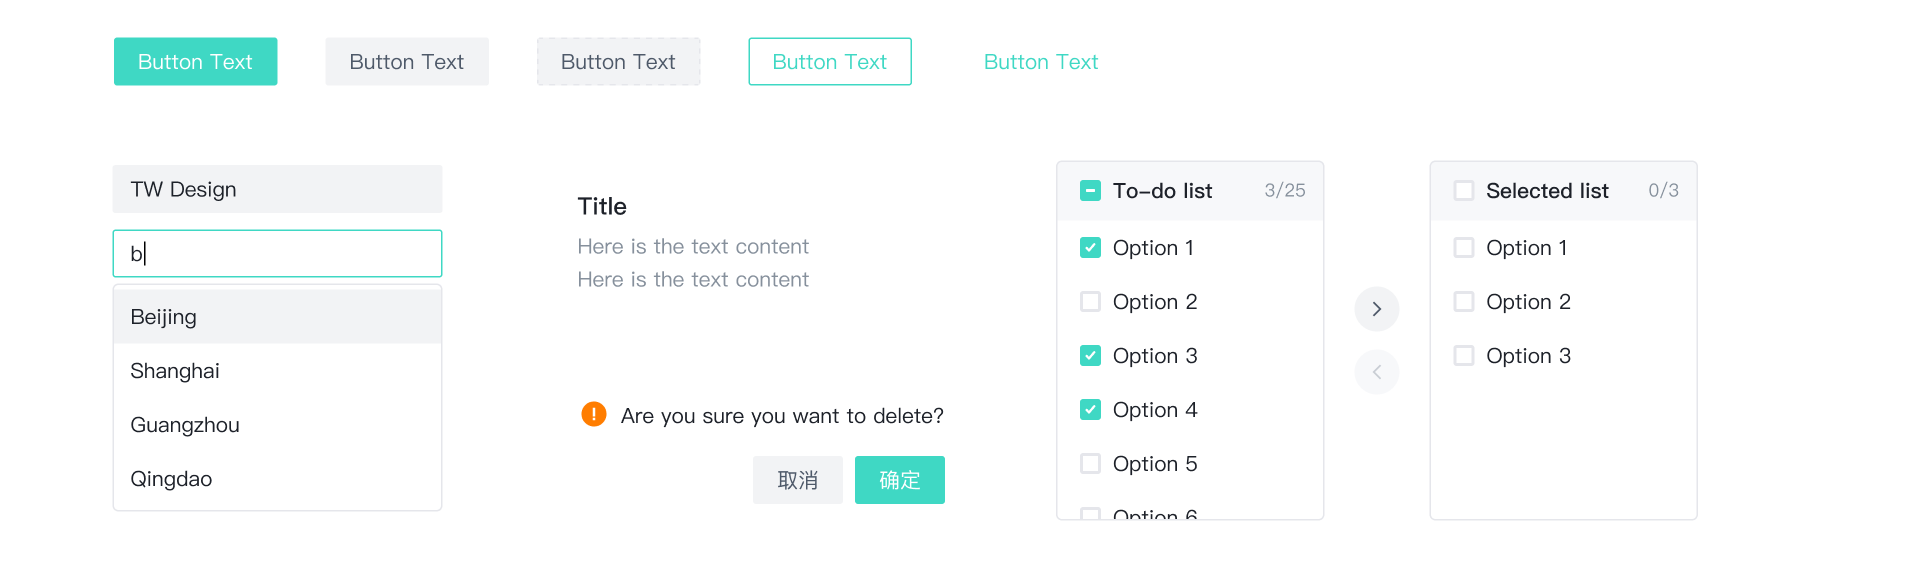 Button Text
Button Text
Button Text
Button Text
Button Text
TW Design
b
Beijing
Shanghai
Guangzhou
Qingdao
Title
Here is the text content
Here is the text content
Are you sure you want to delete?
取消
确定
To-do list 3/25
Option 1
Option 2
Option 3
Option 4
Option 5
Option 6
Selected list 0/3
Option 1
Option 2
Option 3